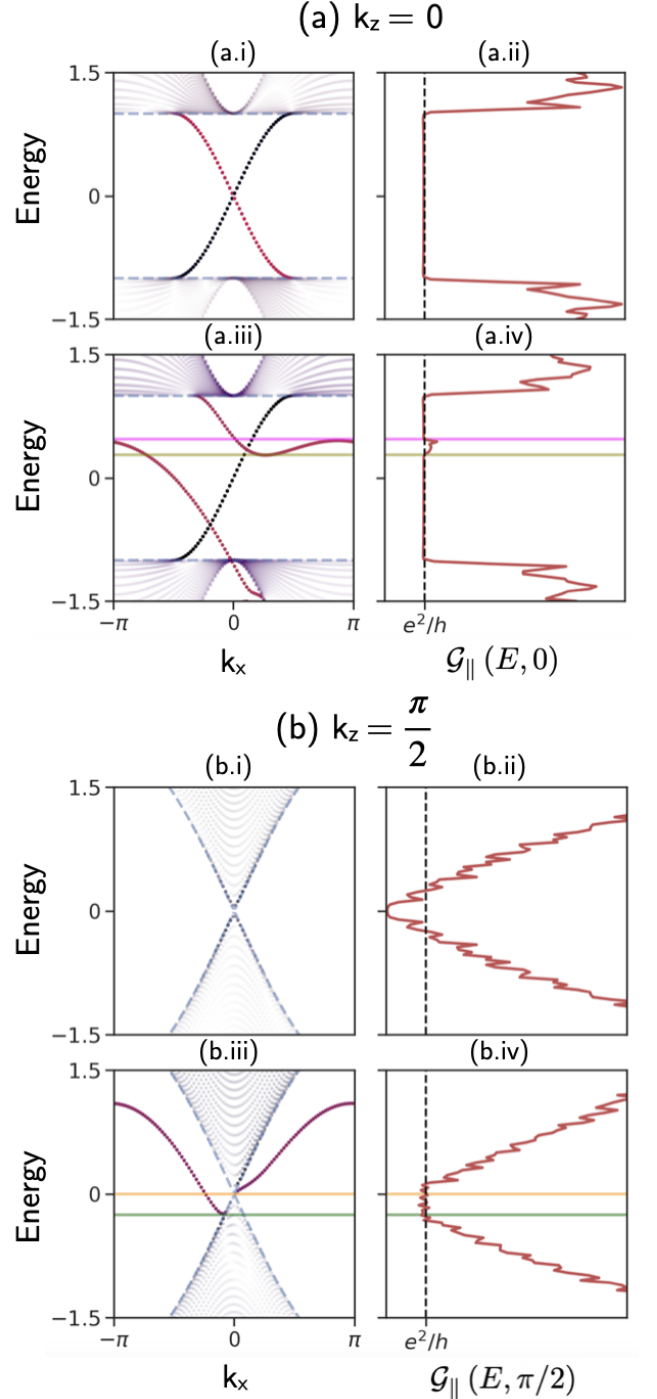 (a) k_z = 0
(a.i) (a.ii)
1.5
Energy
0
−1.5
(a.iii) (a.iv)
1.5
Energy
0
−1.5
−π 0 π e²/h
k_x 𝒢_∥ (E, 0)
(b) k_z = π/2
(b.i) (b.ii)
1.5
Energy
0
−1.5
(b.iii) (b.iv)
1.5
Energy
0
−1.5
−π 0 π e²/h
k_x 𝒢_∥ (E, π/2)